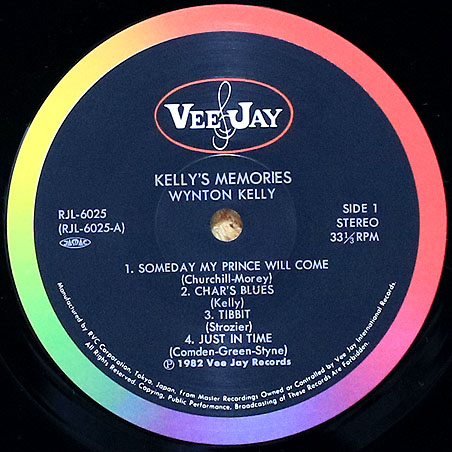 VEE JAY
KELLY'S MEMORIES
WYNTON KELLY
RJL-6025
(RJL-6025-A)
JASRAC
SIDE 1
STEREO
33⅓ RPM
1. SOMEDAY MY PRINCE WILL COME
(Churchill-Morey)
2. CHAR'S BLUES
(Kelly)
3. TIBBIT
(Strozier)
4. JUST IN TIME
(Comden-Green-Styne)
Ⓟ 1982 Vee Jay Records
Manufactured by RVC Corporation, Tokyo, Japan, from Master Recordings Owned or Controlled by Vee Jay International Records.
All Rights Reserved. Copying, Public Performance, Broadcasting of These Records Are Forbidden.